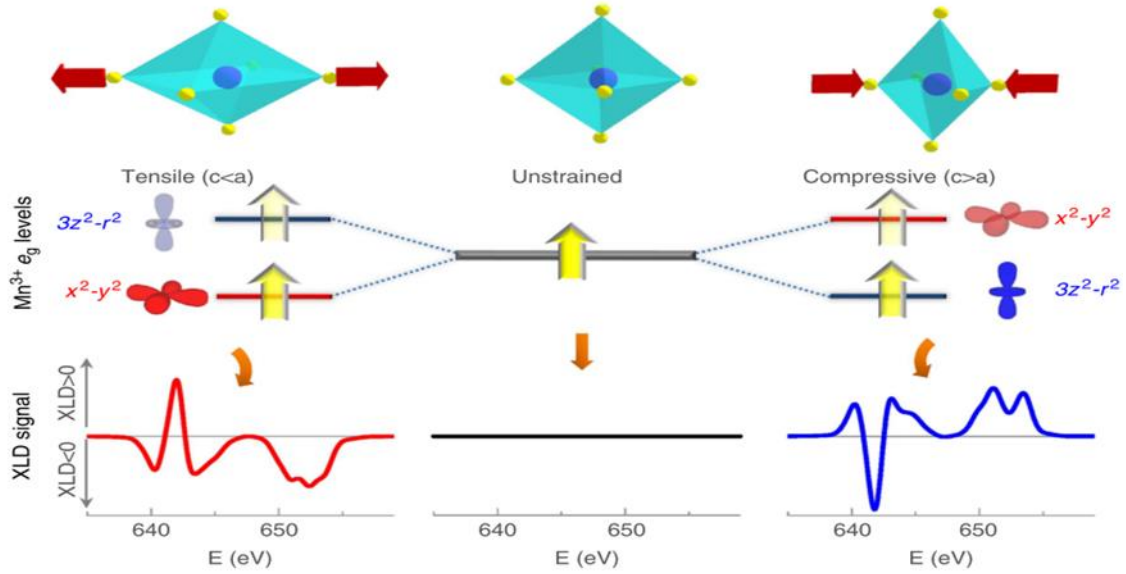 Tensile (c<a)
Unstrained
Compressive (c>a)
Mn³⁺ e_g levels
3z²-r²
x²-y²
x²-y²
3z²-r²
XLD signal
XLD>0
XLD<0
640 650
640 650
640 650
E (eV)
E (eV)
E (eV)